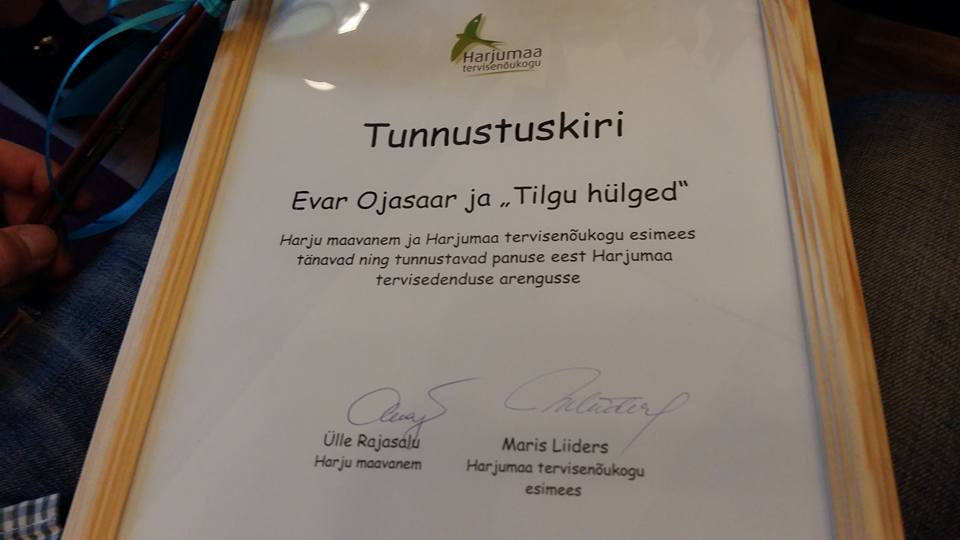 Harjumaa
tervisenõukogu
Tunnustuskiri
Evar Ojasaar ja „Tilgu hülged“
Harju maavanem ja Harjumaa tervisenõukogu esimees
tänavad ning tunnustavad panuse eest Harjumaa
tervisedenduse arengusse
Ülle Rajasalu
Harju maavanem
Maris Liiders
Harjumaa tervisenõukogu
esimees